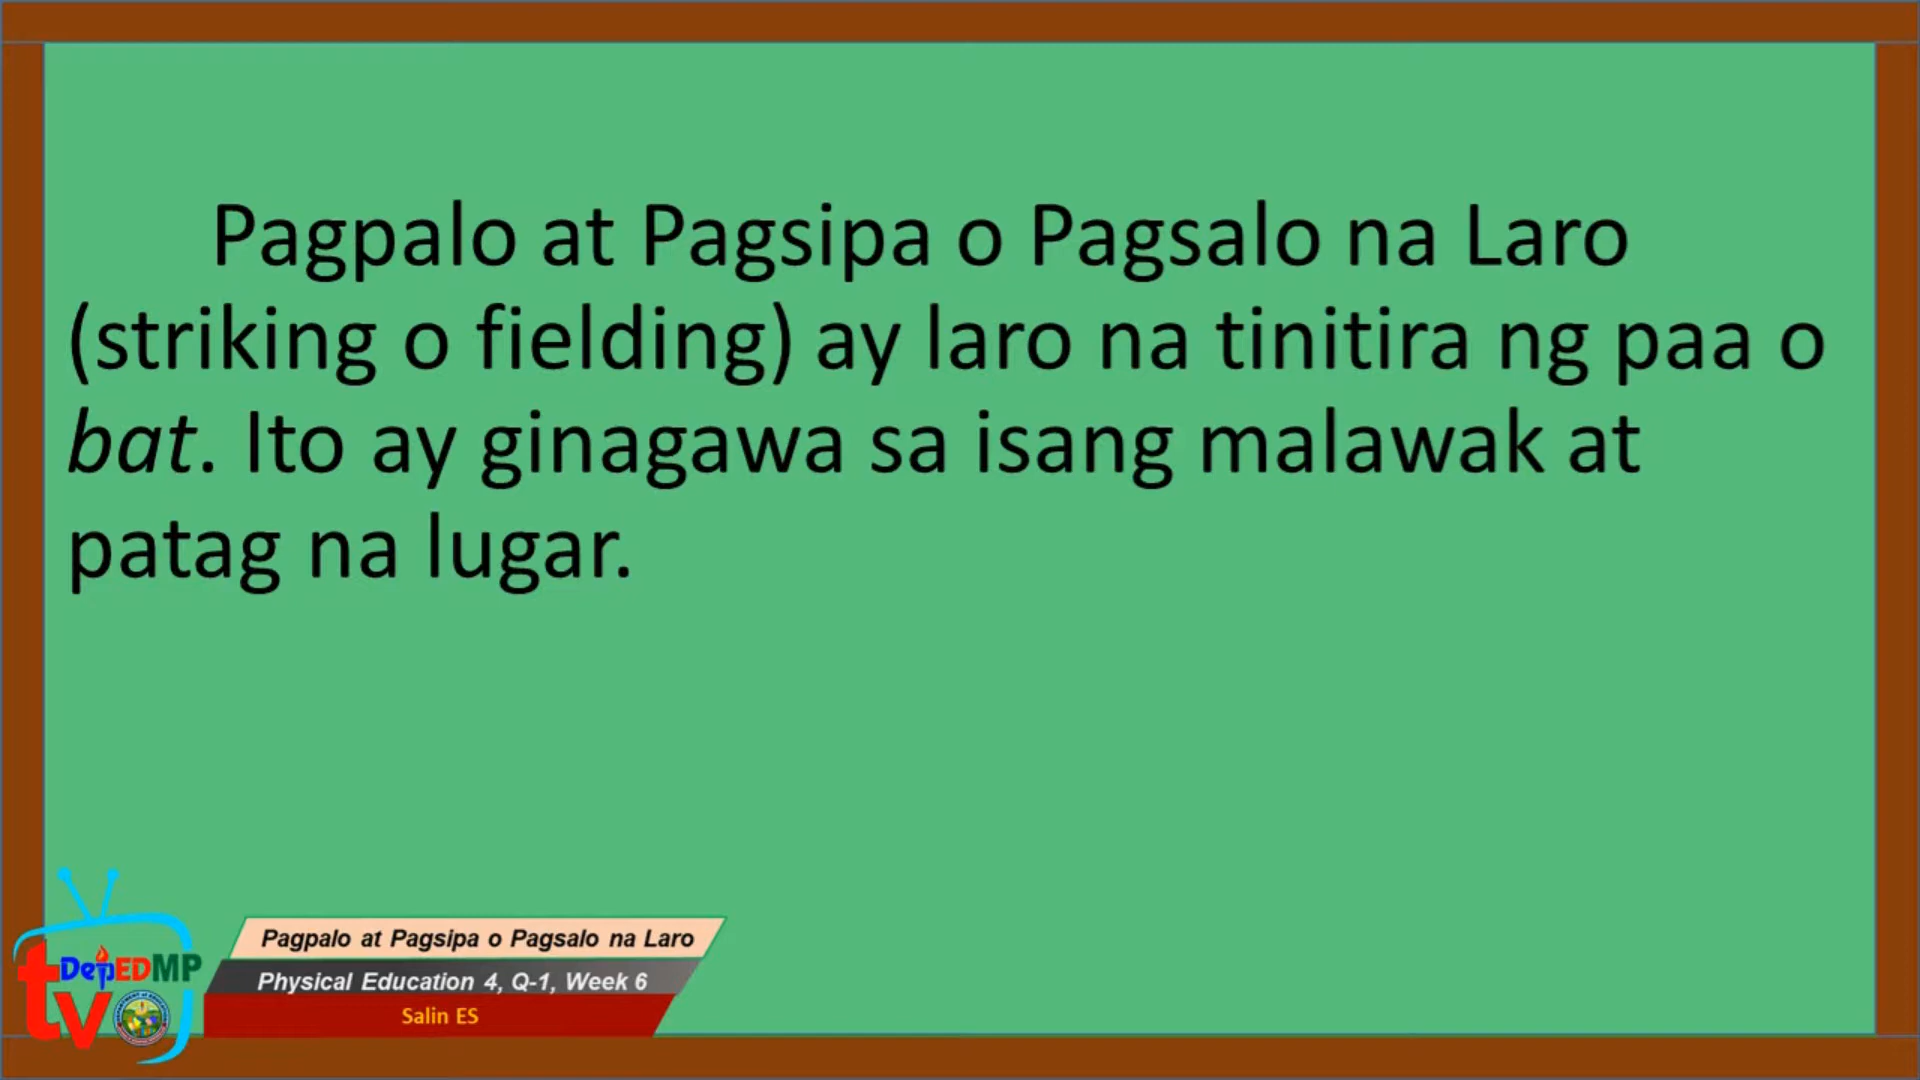 Pagpalo at Pagsipa o Pagsalo na Laro
(striking o fielding) ay laro na tinitira ng paa o
bat. Ito ay ginagawa sa isang malawak at
patag na lugar.
Pagpalo at Pagsipa o Pagsalo na Laro
DepEDMP
Physical Education 4, Q-1, Week 6
tv
Salin ES